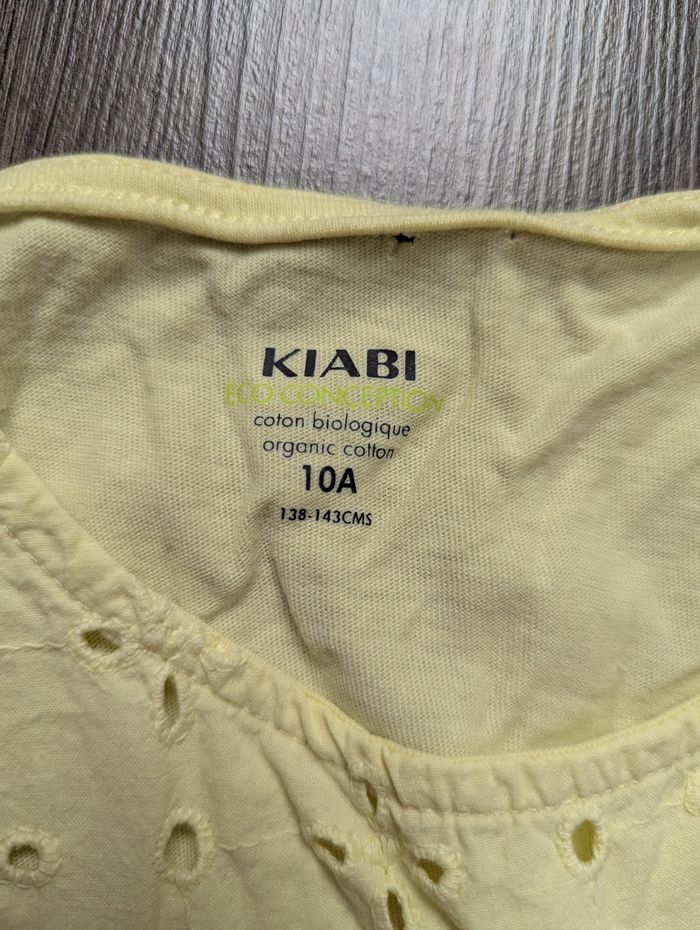 KIABI
ECO CONCEPTION
coton biologique
organic cotton
10A
138-143CMS